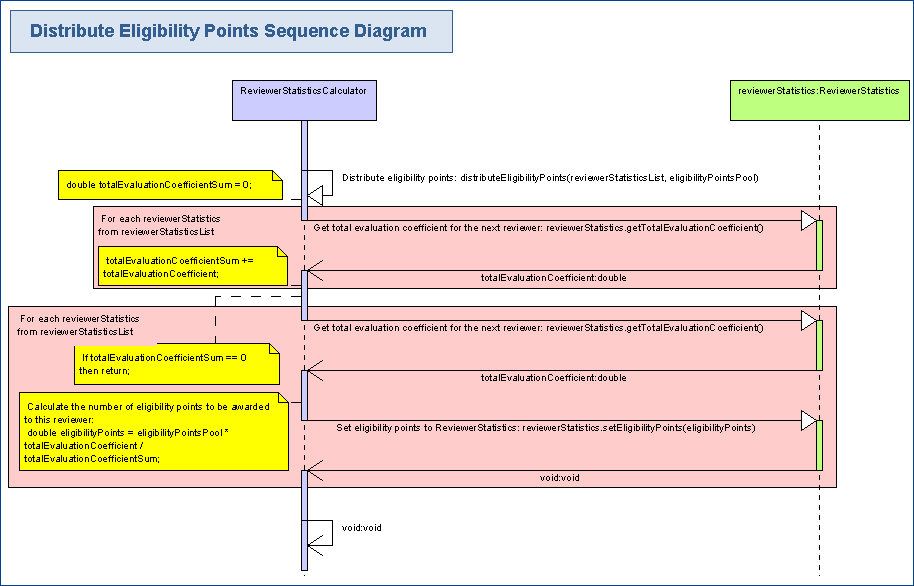 Distribute Eligibility Points Sequence Diagram
ReviewerStatisticsCalculator
reviewerStatistics:ReviewerStatistics
double totalEvaluationCoefficientSum = 0;
Distribute eligibility points: distributeEligibilityPoints(reviewerStatisticsList, eligibilityPointsPool)
For each reviewerStatistics
from reviewerStatisticsList
Get total evaluation coefficient for the next reviewer: reviewerStatistics.getTotalEvaluationCoefficient()
totalEvaluationCoefficientSum +=
totalEvaluationCoefficient;
totalEvaluationCoefficient:double
For each reviewerStatistics
from reviewerStatisticsList
Get total evaluation coefficient for the next reviewer: reviewerStatistics.getTotalEvaluationCoefficient()
If totalEvaluationCoefficientSum == 0
then return;
totalEvaluationCoefficient:double
Calculate the number of eligibility points to be awarded
to this reviewer:
double eligibilityPoints = eligibilityPointsPool *
totalEvaluationCoefficient /
totalEvaluationCoefficientSum;
Set eligibility points to ReviewerStatistics: reviewerStatistics.setEligibilityPoints(eligibilityPoints)
void:void
void:void